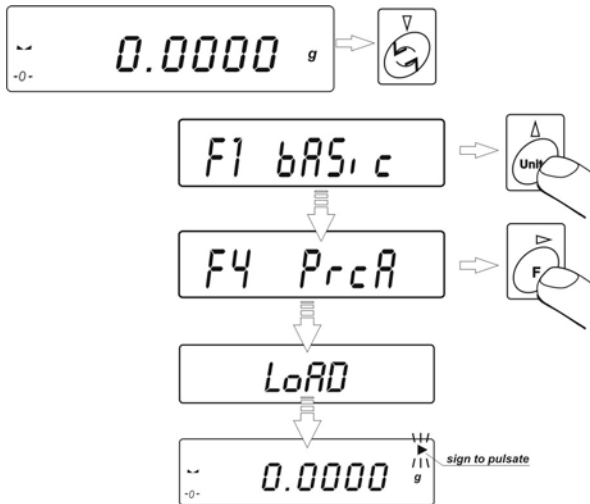 0.0000 g
-0-
F1 bASic
Unit
F4 PrcA
F
LoAD
sign to pulsate
0.0000 g
-0-